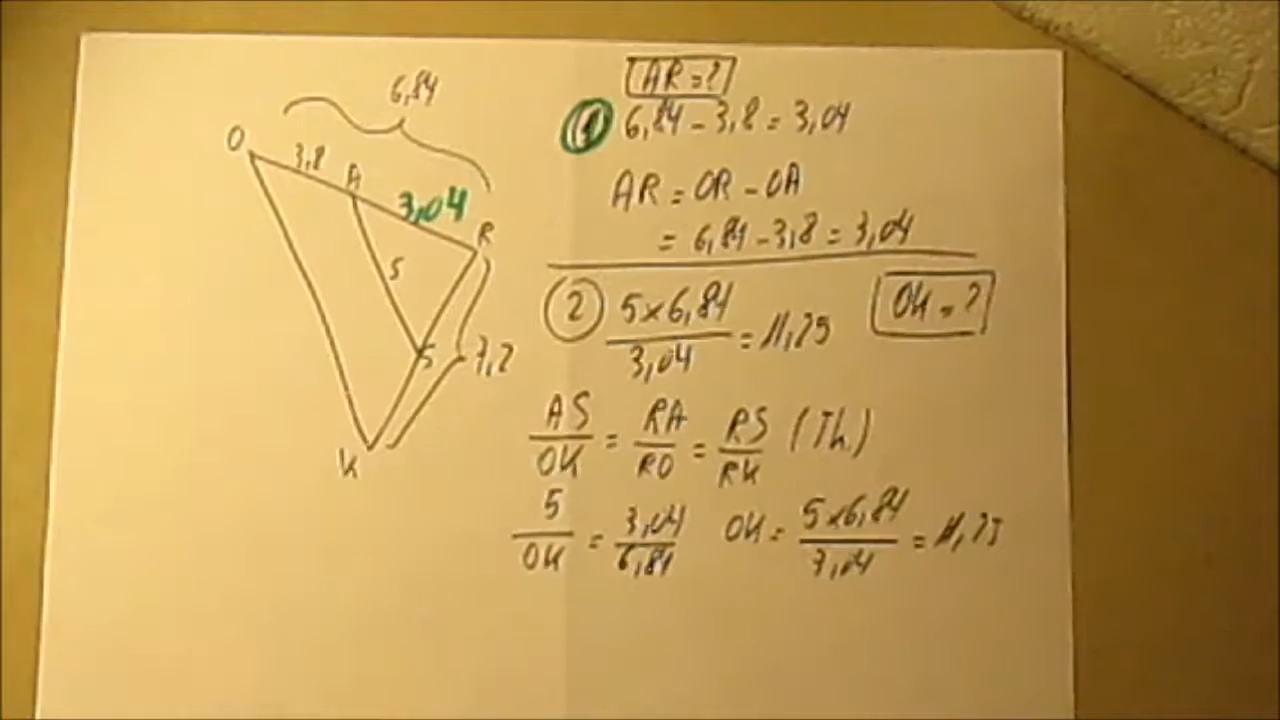 6,84
O
3,8
A
3,04
R
5
S
7,2
K
AR = ?
1
6,84 - 3,8 = 3,04
AR = OR - OA
= 6,84 - 3,8 = 3,04
2
5 x 6,84 / 3,04 = 11,25
OK = ?
AS / OK = RA / RO = RS / RK (Th.)
5 / OK = 3,04 / 6,84
OK = 5 x 6,84 / 3,04 = 11,25